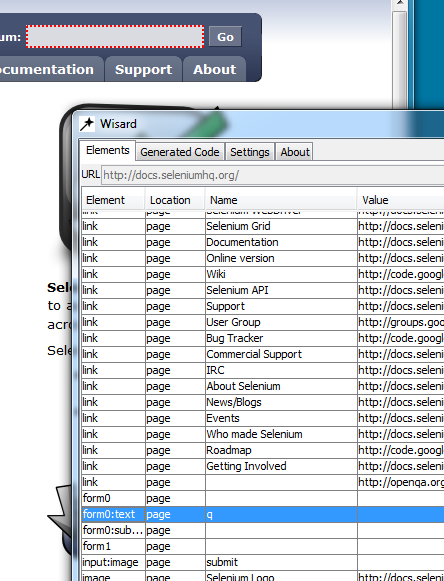 um: Go
ocumentation Support About
Wisard
Elements Generated Code Settings About
URL http://docs.seleniumhq.org/
Element Location Name Value
link page Selenium WebDriver http://docs.seleni
link page Selenium Grid http://docs.seleni
link page Documentation http://docs.seleni
link page Online version http://docs.seleni
link page Wiki http://code.google
link page Selenium API http://docs.seleni
link page Support http://docs.seleni
link page User Group http://groups.goo
link page Bug Tracker http://code.google
link page Commercial Support http://docs.seleni
link page IRC http://docs.seleni
link page About Selenium http://docs.seleni
link page News/Blogs http://docs.seleni
link page Events http://docs.seleni
link page Who made Selenium http://docs.seleni
link page Roadmap http://code.google
link page Getting Involved http://docs.seleni
link page http://openqa.org
form0 page
form0:text page q
form0:sub... page
form1 page
input:image page submit
image page Selenium Logo http://docs.seleni
Sele
to a
acro
Sele